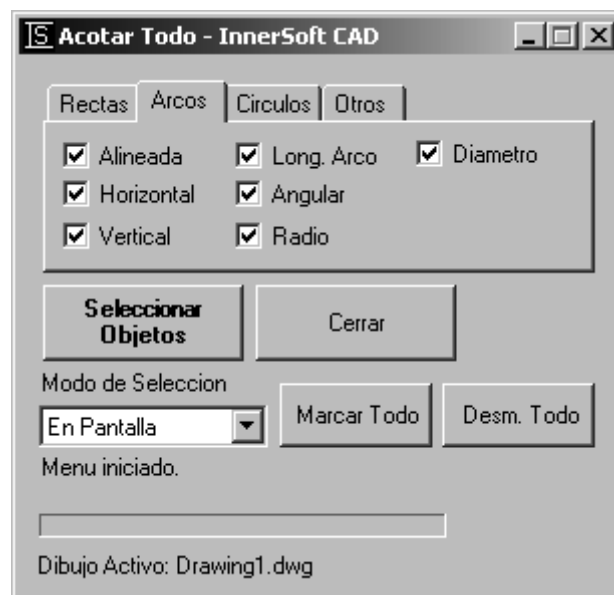 IS Acotar Todo - InnerSoft CAD
Rectas Arcos Circulos Otros
Alineada Long. Arco Diametro
Horizontal Angular
Vertical Radio
Seleccionar
Objetos
Cerrar
Modo de Seleccion
En Pantalla
Marcar Todo Desm. Todo
Menu iniciado.
Dibujo Activo: Drawing1.dwg